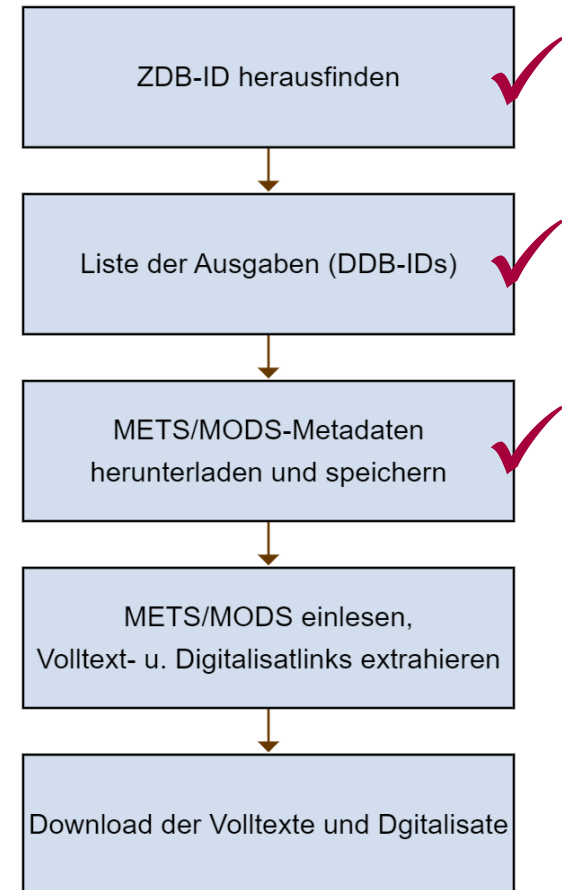 ZDB-ID herausfinden
Liste der Ausgaben (DDB-IDs)
METS/MODS-Metadaten
herunterladen und speichern
METS/MODS einlesen,
Volltext- u. Digitalisatlinks extrahieren
Download der Volltexte und Dgitalisate